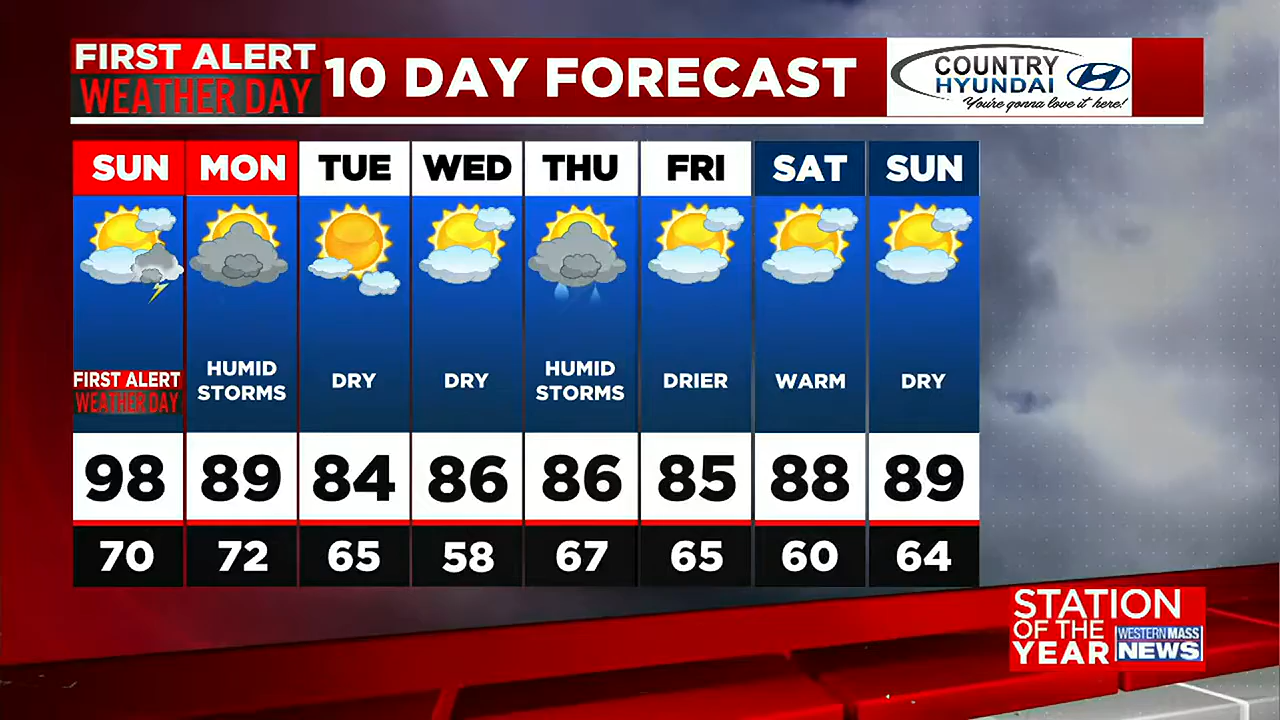 FIRST ALERT
WEATHER DAY
10 DAY FORECAST
COUNTRY
HYUNDAI
You're gonna love it here!
SUN MON TUE WED THU FRI SAT SUN
FIRST ALERT
WEATHER DAY
HUMID
STORMS
DRY
DRY
HUMID
STORMS
DRIER
WARM
DRY
98 89 84 86 86 85 88 89
70 72 65 58 67 65 60 64
STATION
OF THE
YEAR
WESTERN MASS
NEWS